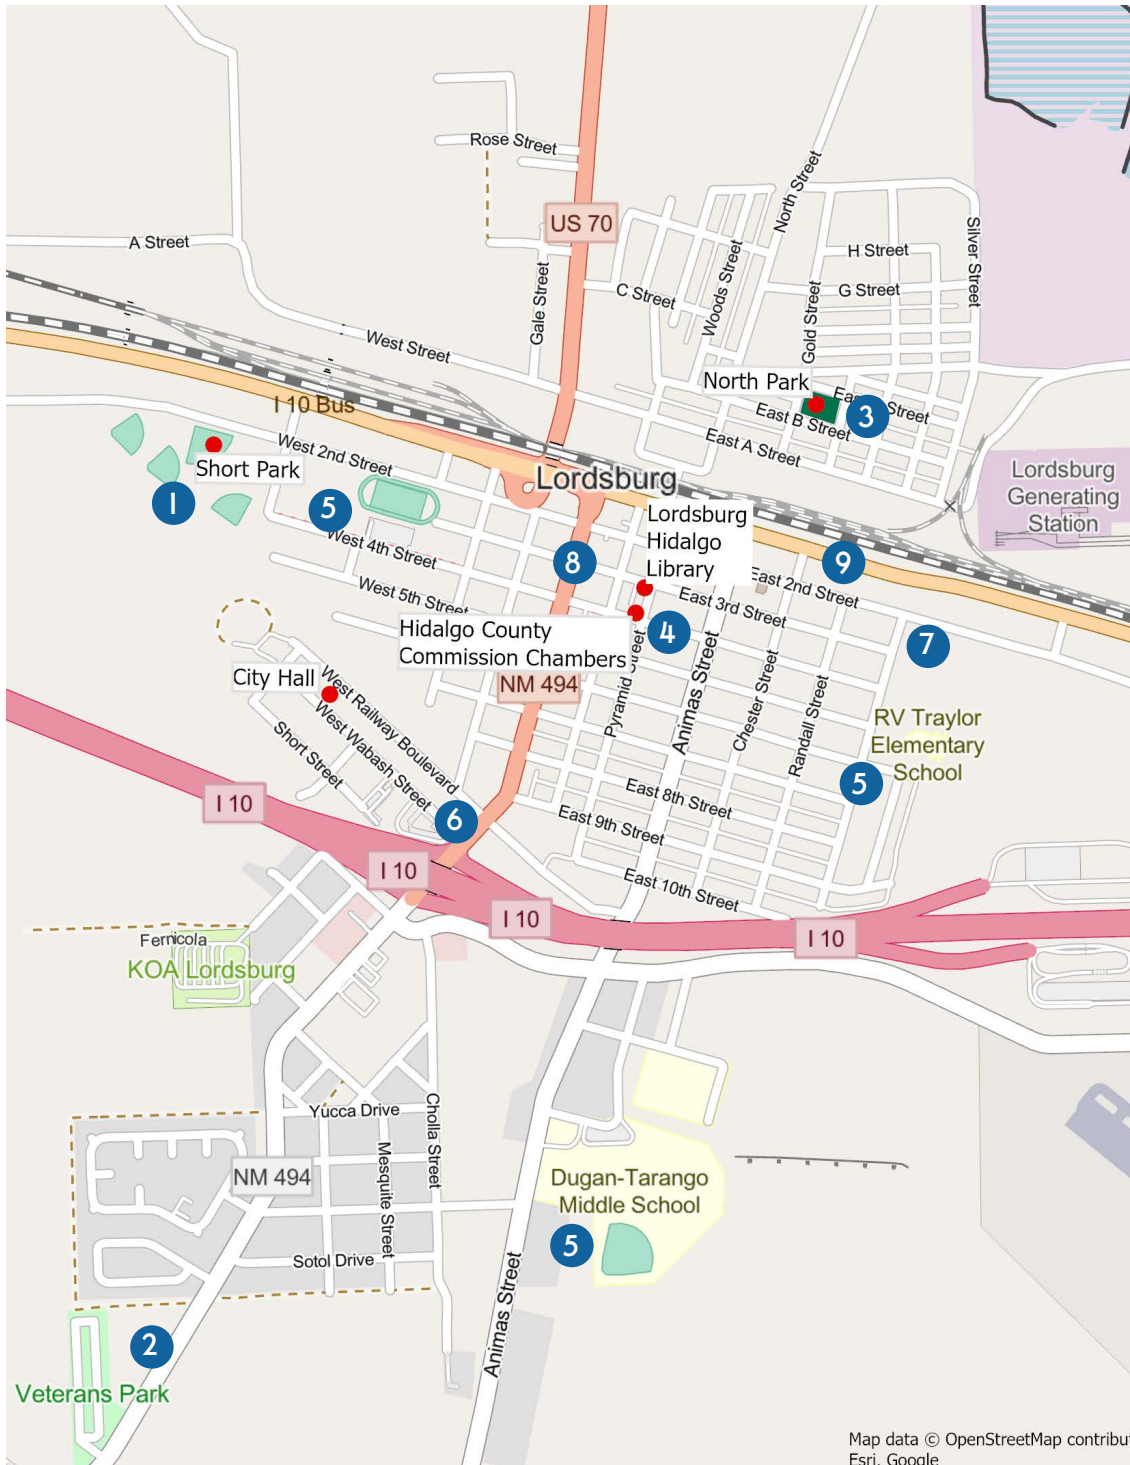 Rose Street
US 70
North Street
Silver Street
A Street
H Street
Woods Street
G Street
C Street
Gale Street
Gold Street
West Street
North Park
I 10 Bus
3
East B Street
East A Street
West 2nd Street
Short Park
Lordsburg
Lordsburg
Generating
Station
1
5
Lordsburg
Hidalgo
Library
West 4th Street
8
9
East 2nd Street
West 5th Street
East 3rd Street
Hidalgo County
Commission Chambers
4
7
City Hall
West Railway Boulevard
NM 494
Pyramid Street
Animas Street
Chester Street
Randall Street
RV Traylor
Elementary
School
West Wabash Street
Short Street
5
East 8th Street
I 10
6
East 9th Street
I 10
East 10th Street
I 10
I 10
Fernicola
KOA Lordsburg
Yucca Drive
Cholla Street
Mesquite Street
NM 494
Dugan-Tarango
Middle School
5
Sotol Drive
Animas Street
2
Veterans Park
Map data © OpenStreetMap
Esri, Google